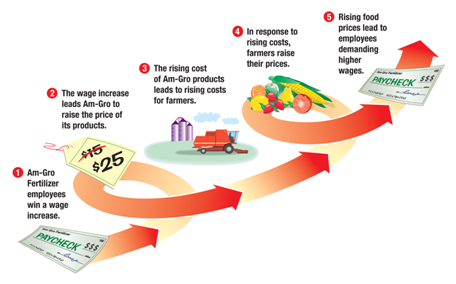 1 Am-Gro
Fertilizer
employees
win a wage
increase.
PAYCHECK $$$
2 The wage increase
leads Am-Gro to
raise the price of
its products.
$15
$25
3 The rising cost
of Am-Gro products
leads to rising costs
for farmers.
4 In response to
rising costs,
farmers raise
their prices.
5 Rising food
prices lead to
employees
demanding
higher
wages.
Am-Gro Fertilizer
PAYCHECK $$$